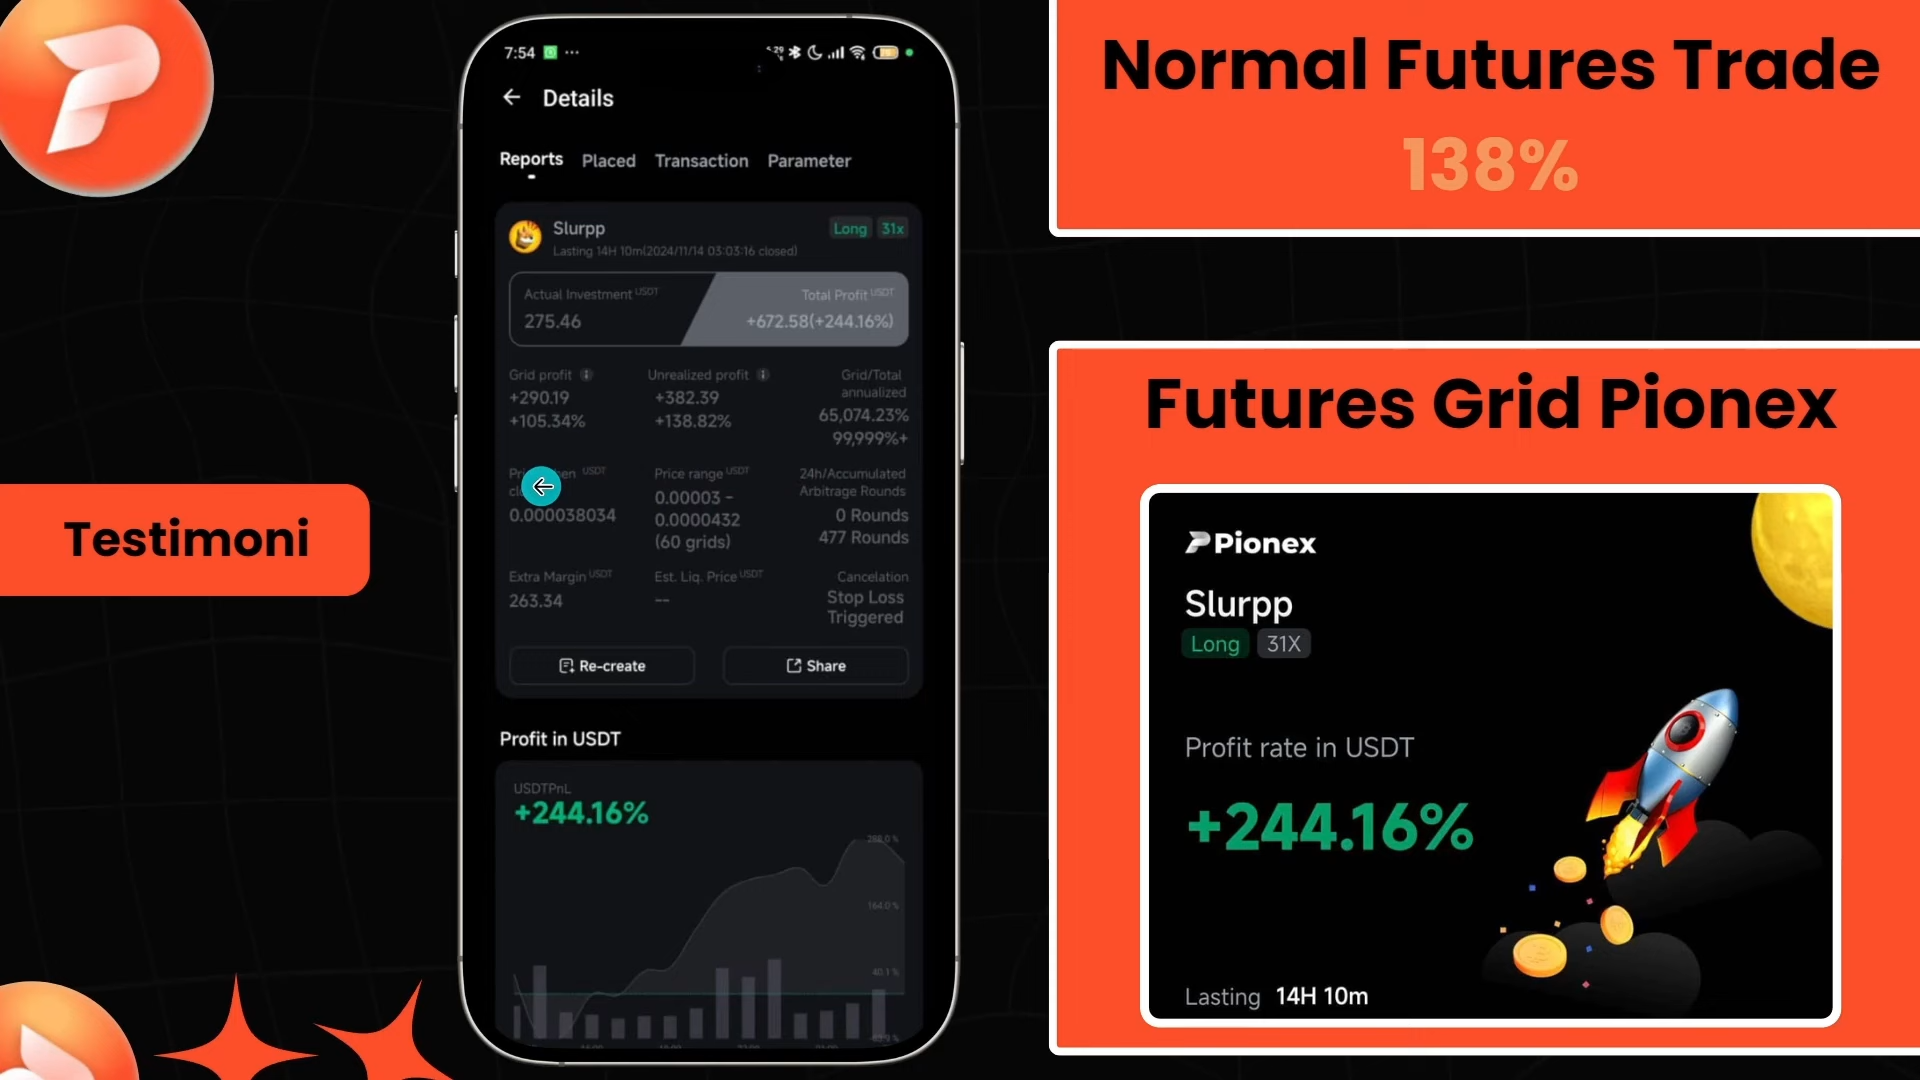 7:54
Details
Reports Placed Transaction Parameter
Slurpp
Long 31x
Lasting 14H 10m(2024/11/14 03:03:16 closed)
Actual Investment USDT
275.46
Total Profit USDT
+672.58(+244.16%)
Grid profit
+290.19
+105.34%
Unrealized profit
+382.39
+138.82%
Grid/Total
annualized
65,074.23%
99,999%+
USDT
0.000038034
Price range USDT
0.00003 -
0.0000432
(60 grids)
24h/Accumulated
Arbitrage Rounds
0 Rounds
477 Rounds
Extra Margin USDT
263.34
Est. Liq. Price USDT
--
Cancelation
Stop Loss
Triggered
Re-create
Share
Profit in USDT
USDTPnL
+244.16%
288.0 %
164.0 %
40.1 %
Testimoni
Normal Futures Trade
138%
Futures Grid Pionex
Pionex
Slurpp
Long 31X
Profit rate in USDT
+244.16%
Lasting 14H 10m